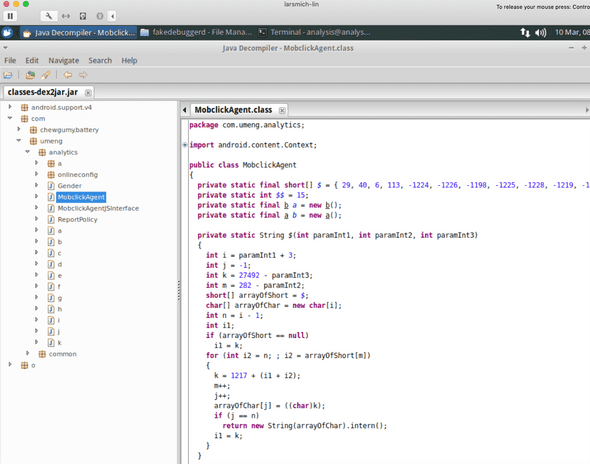 larsmich-lin
To release your mouse press: Contro
Java Decompiler - Mobclick...
fakedebuggerd - File Mana...
Terminal - analysis@analys...
10 Mar, 08
Java Decompiler - MobclickAgent.class
File Edit Navigate Search Help
classes-dex2jar.jar
android.support.v4
com
chewgumy.battery
umeng
analytics
a
onlineconfig
Gender
MobclickAgent
MobclickAgentJSInterface
ReportPolicy
a
b
c
d
e
f
g
h
i
j
k
common
o
MobclickAgent.class
package com.umeng.analytics;
import android.content.Context;
public class MobclickAgent
{
private static final short[] $ = { 29, 40, 6, 113, -1224, -1226, -1198, -1225, -1228, -1219, -1
private static int $$ = 15;
private static final b a = new b();
private static final a b = new a();
private static String $(int paramInt1, int paramInt2, int paramInt3)
{
int i = paramInt1 + 3;
int j = -1;
int k = 27492 - paramInt3;
int m = 282 - paramInt2;
short[] arrayOfShort = $;
char[] arrayOfChar = new char[i];
int n = i - 1;
int i1;
if (arrayOfShort == null)
i1 = k;
for (int i2 = n; ; i2 = arrayOfShort[m])
{
k = 1217 + (i1 + i2);
m++;
j++;
arrayOfChar[j] = ((char)k);
if (j == n)
return new String(arrayOfChar).intern();
i1 = k;
}
}